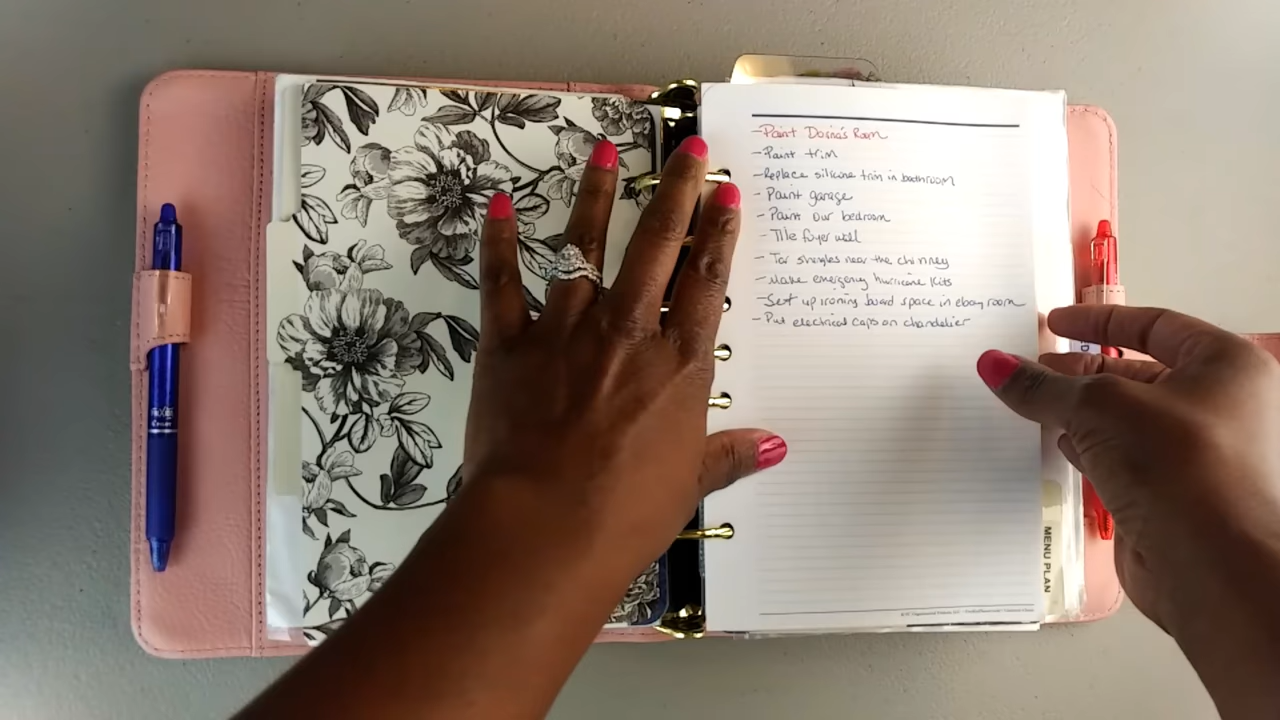 - Paint Dorina's Room
- Paint trim
- Replace silicone trim in bathroom
- Paint garage
- Paint our bedroom
- Tile foyer wall
- Tar shingles near the chimney
- Make emergency hurricane kits
- Set up ironing board space in ebay room
- Put electrical caps on chandelier
MENU PLAN
PILOT